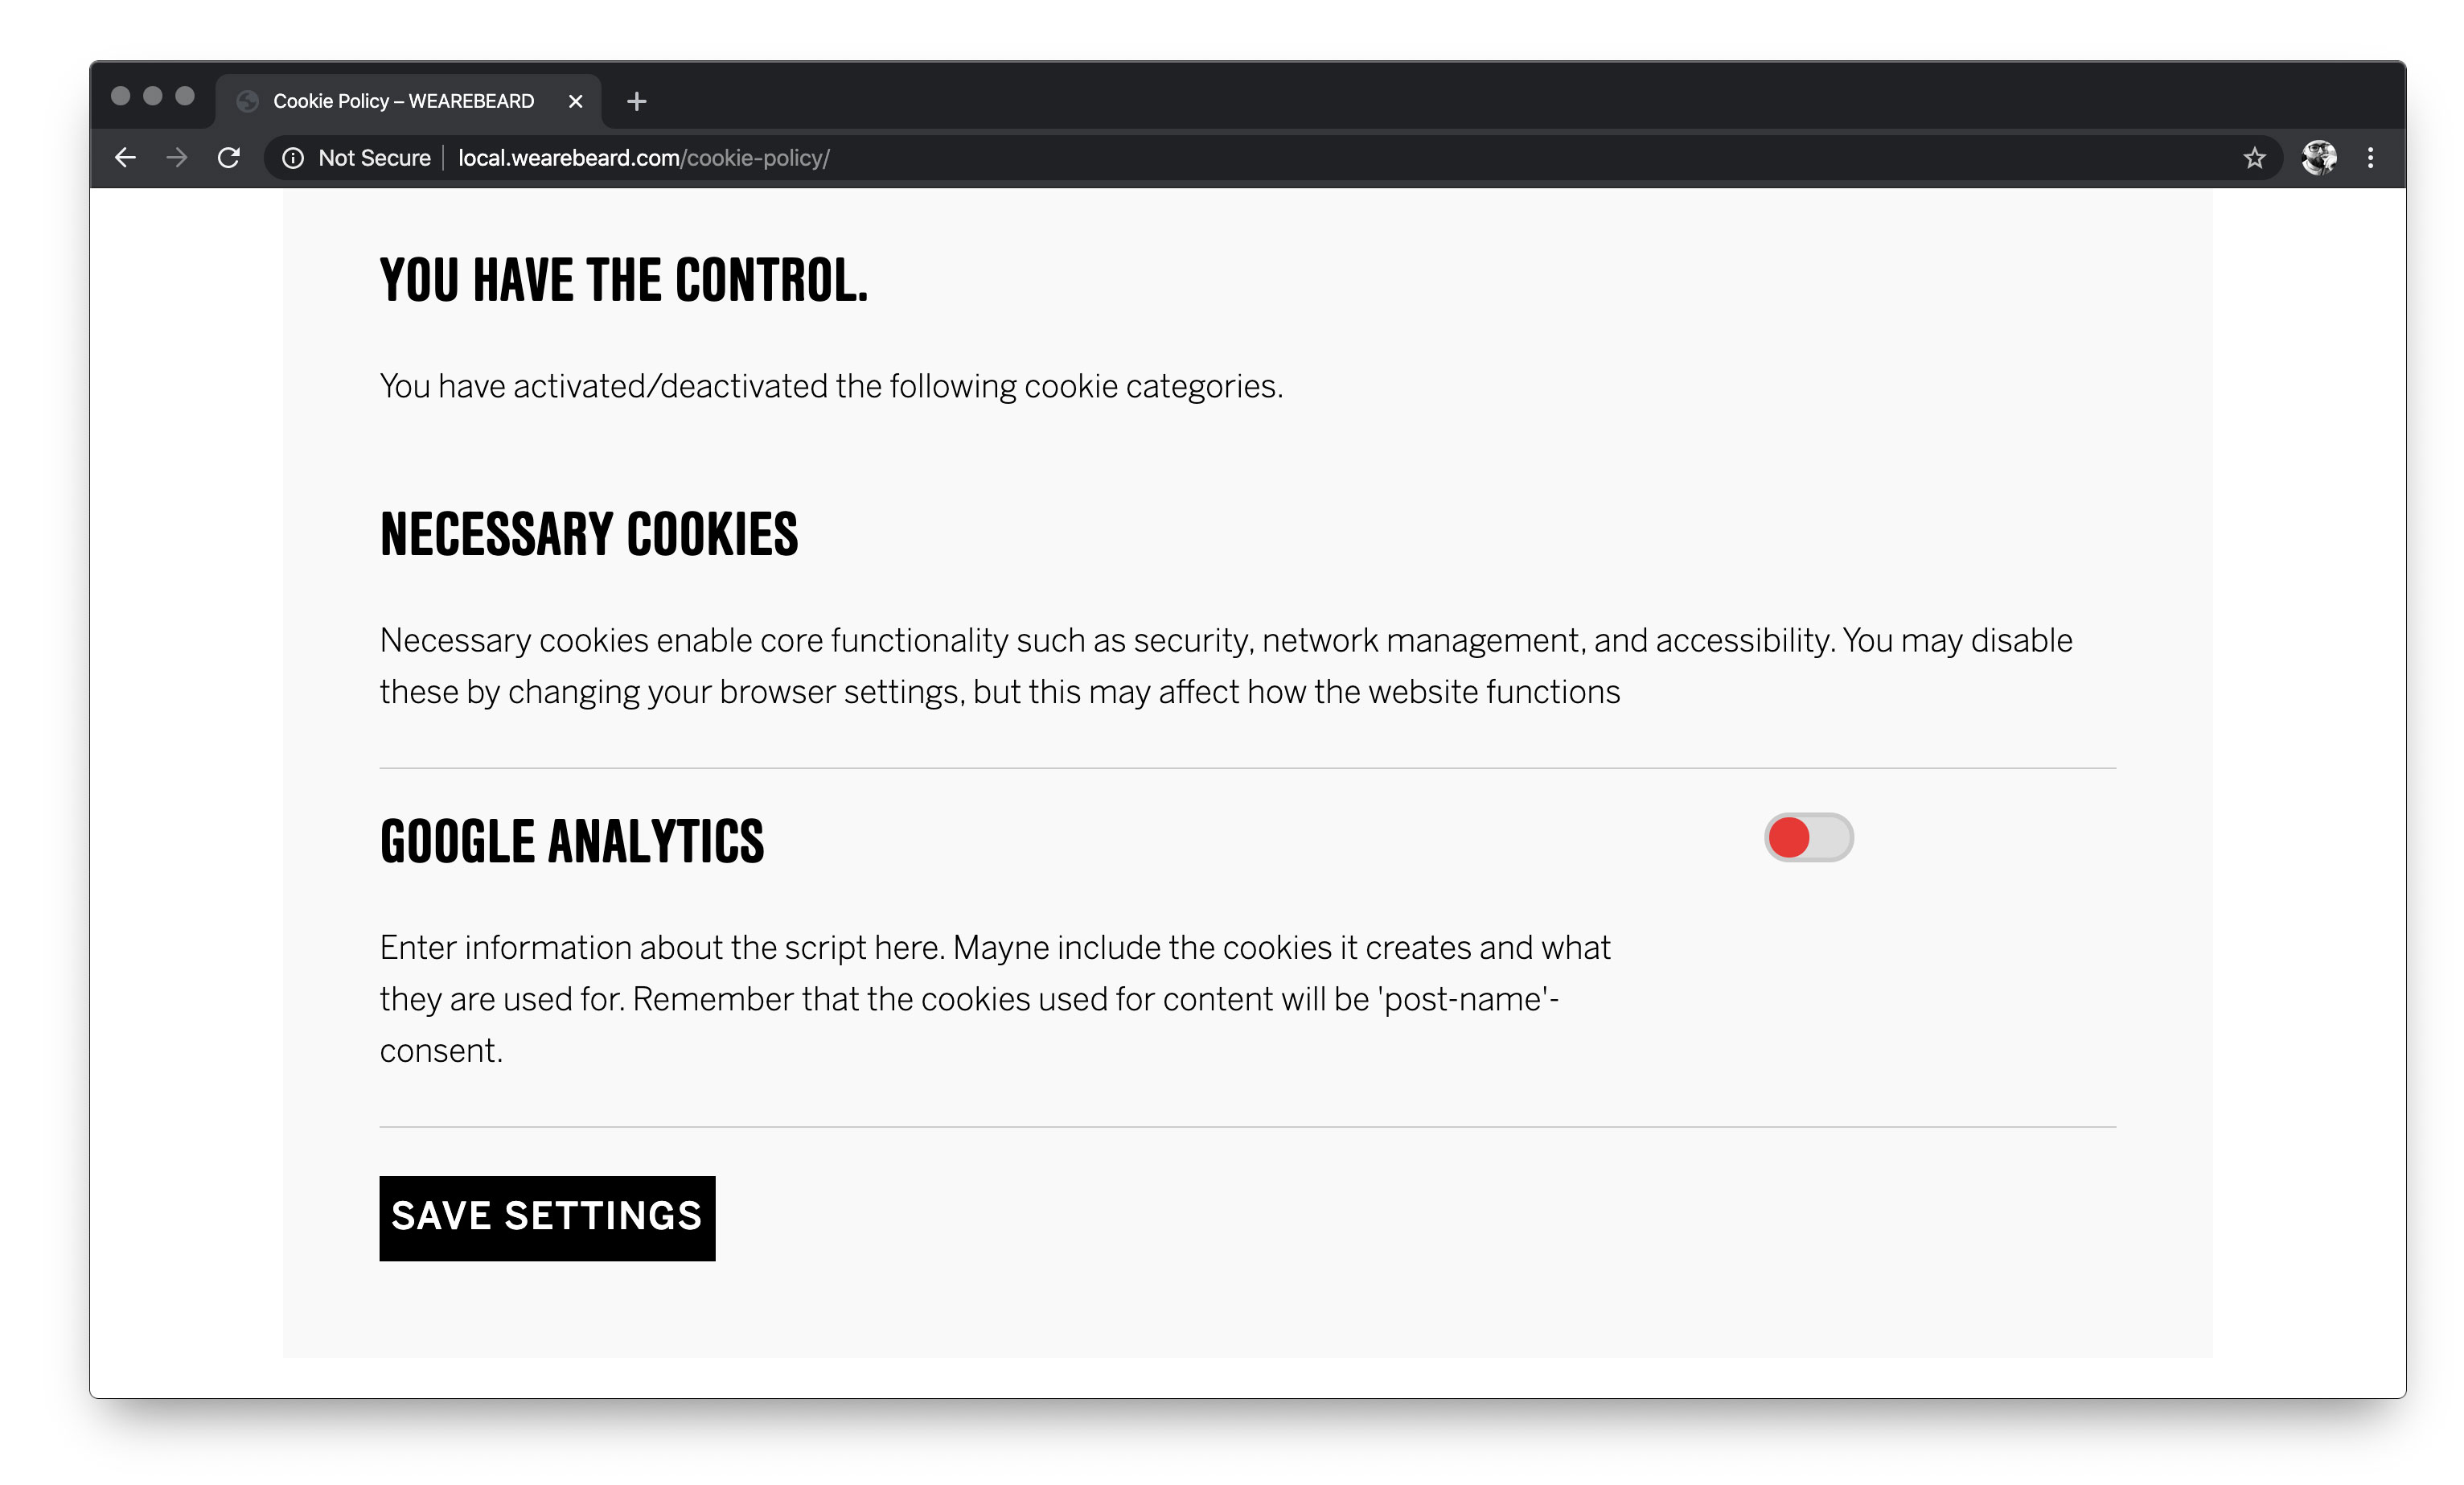 Cookie Policy – WEAREBEARD
Not Secure local.wearebeard.com/cookie-policy/
YOU HAVE THE CONTROL.
You have activated/deactivated the following cookie categories.
NECESSARY COOKIES
Necessary cookies enable core functionality such as security, network management, and accessibility. You may disable
these by changing your browser settings, but this may affect how the website functions
GOOGLE ANALYTICS
Enter information about the script here. Mayne include the cookies it creates and what
they are used for. Remember that the cookies used for content will be 'post-name'-
consent.
SAVE SETTINGS